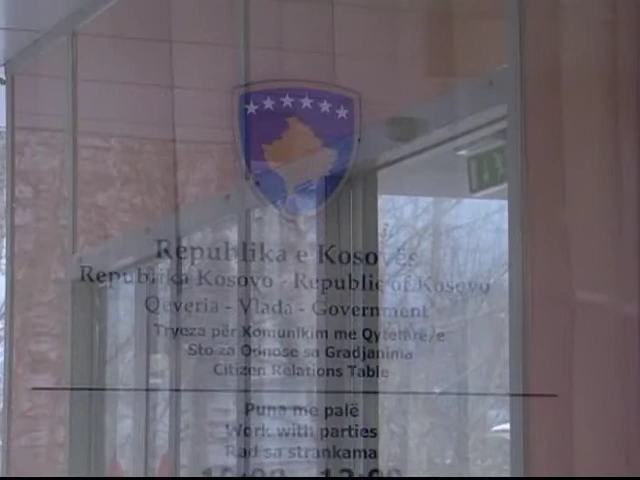 Republika e Kosovës
Republika Kosovo - Republic of Kosovo
Qeveria - Vlada - Government
Tryeza për Komunikim me Qytetarë/e
Sto za Odnose sa Gradjanima
Citizen Relations Table
Puna me palë
Work with parties
Rad sa strankama